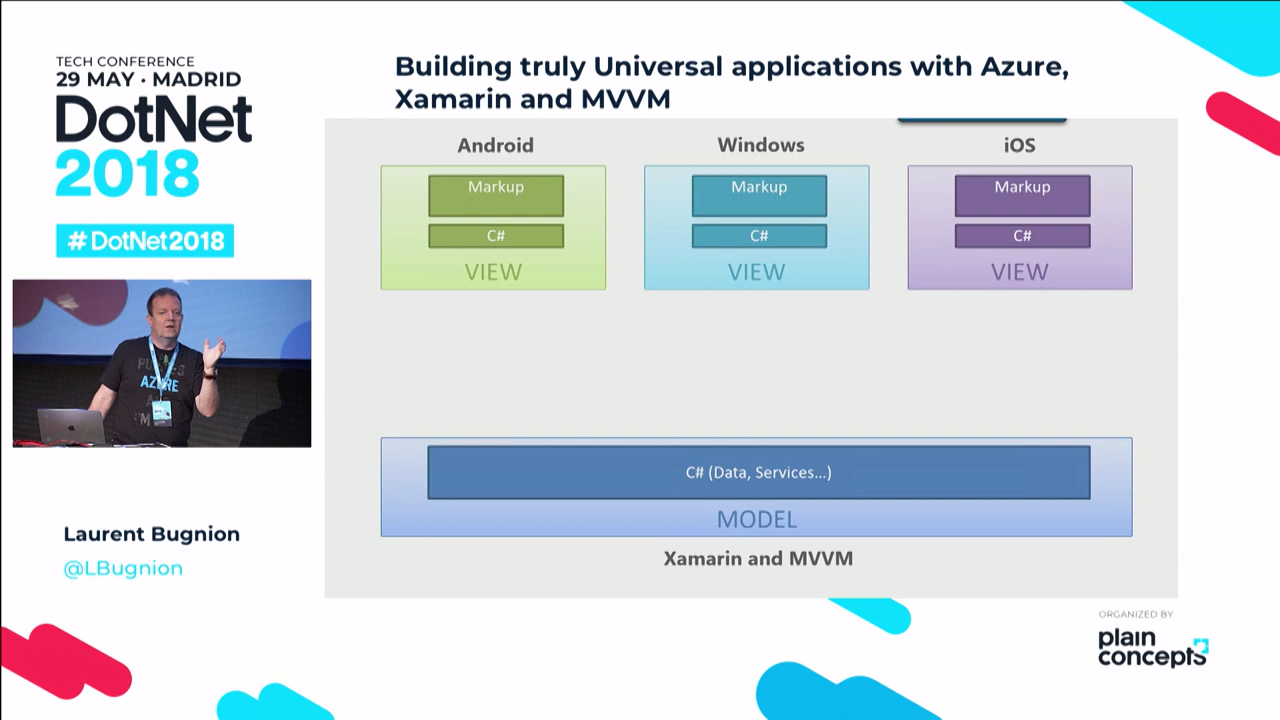 TECH CONFERENCE
29 MAY · MADRID
DotNet
2018
#DotNet2018
Building truly Universal applications with Azure,
Xamarin and MVVM
Android
Windows
iOS
Markup
Markup
Markup
C#
C#
C#
VIEW
VIEW
VIEW
C# (Data, Services...)
MODEL
Xamarin and MVVM
AZURE
Laurent Bugnion
@LBugnion
ORGANIZED BY
plain
concepts